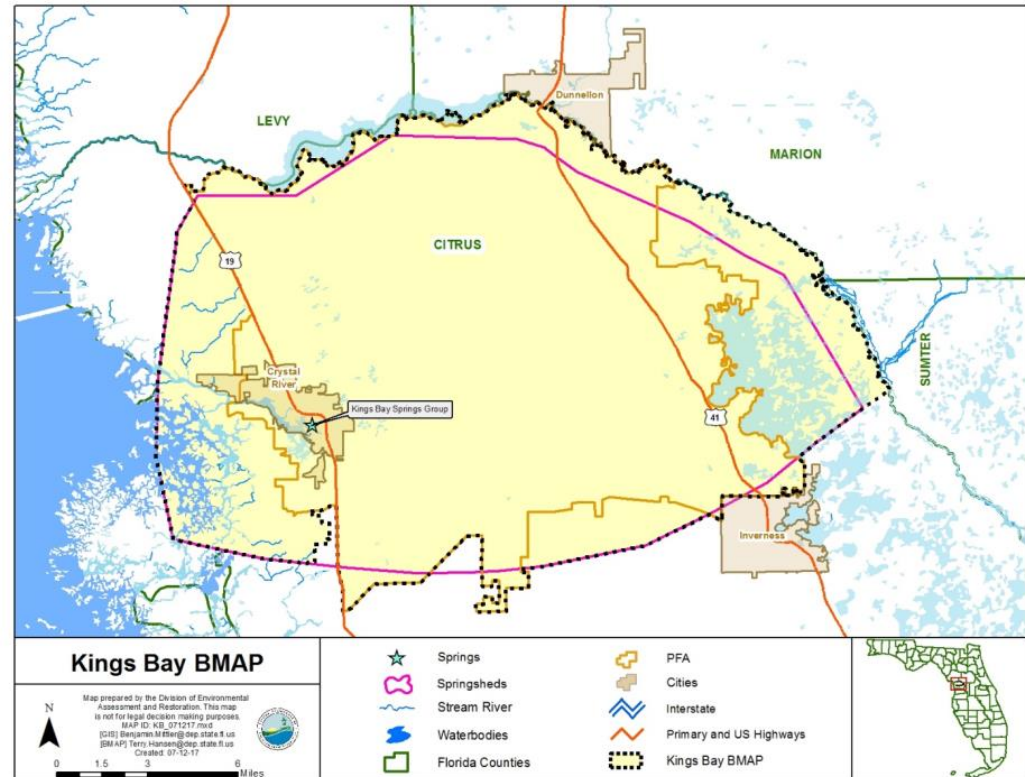 Dunnellon
LEVY
MARION
CITRUS
19
SUMTER
Crystal
River
Kings Bay Springs Group
41
Inverness
Kings Bay BMAP
Map prepared by the Division of Environmental
Assessment and Restoration. This map
is not for legal decision making purposes.
MAP ID: KB_071217.mxd
[GIS] Benjamin.Mittler@dep.state.fl.us
[BMAP] Terry.Hansen@dep.state.fl.us
Created: 07-12-17
N
0 1.5 3 6
Miles
Springs
Springsheds
Stream River
Waterbodies
Florida Counties
PFA
Cities
Interstate
Primary and US Highways
Kings Bay BMAP